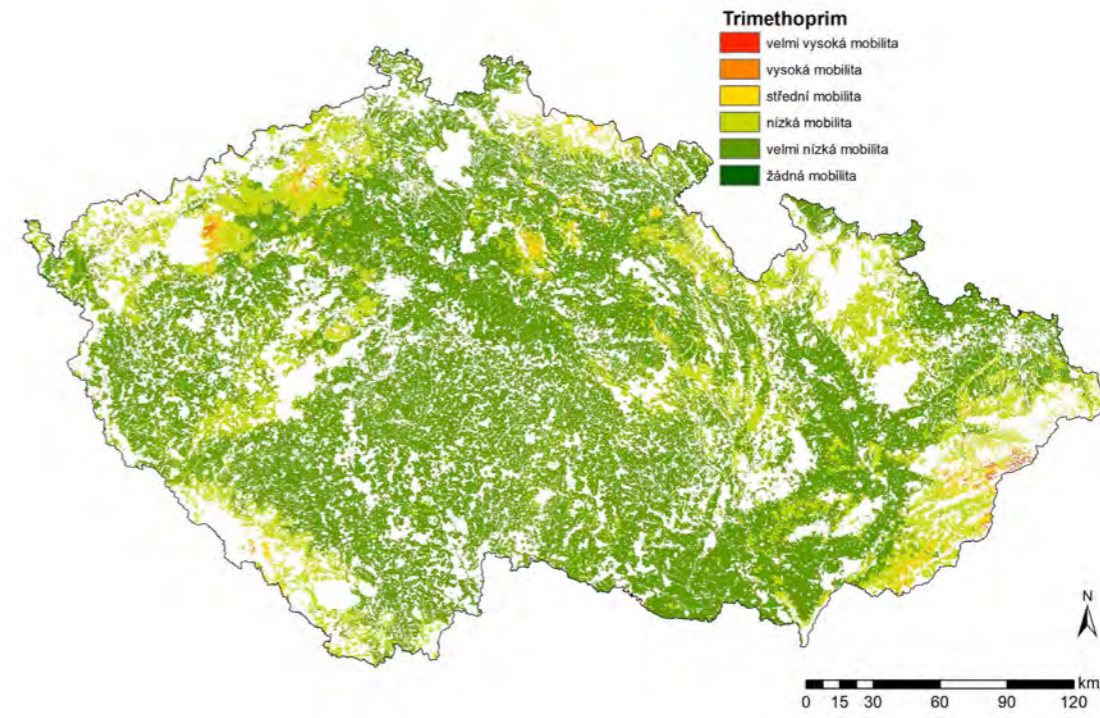 Trimethoprim
velmi vysoká mobilita
vysoká mobilita
střední mobilita
nízká mobilita
velmi nízká mobilita
žádná mobilita
N
km
0 15 30 60 90 120